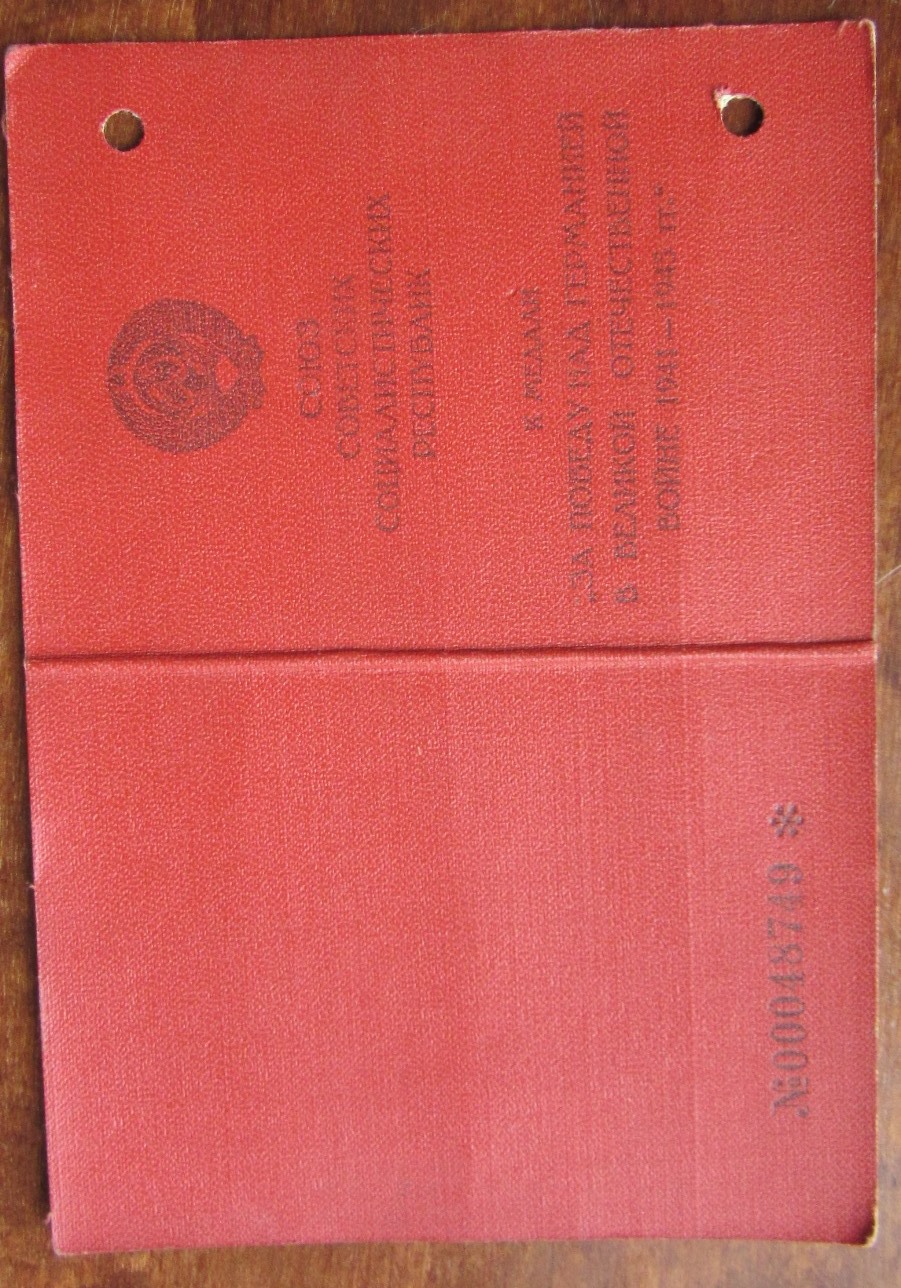 СОЮЗ
СОВЕТСКИХ
СОЦИАЛИСТИЧЕСКИХ
РЕСПУБЛИК
К МЕДАЛИ
„ЗА ПОБЕДУ НАД ГЕРМАНИЕЙ
В ВЕЛИКОЙ ОТЕЧЕСТВЕННОЙ
ВОЙНЕ 1941—1945 гг.“
№00048749 ✻